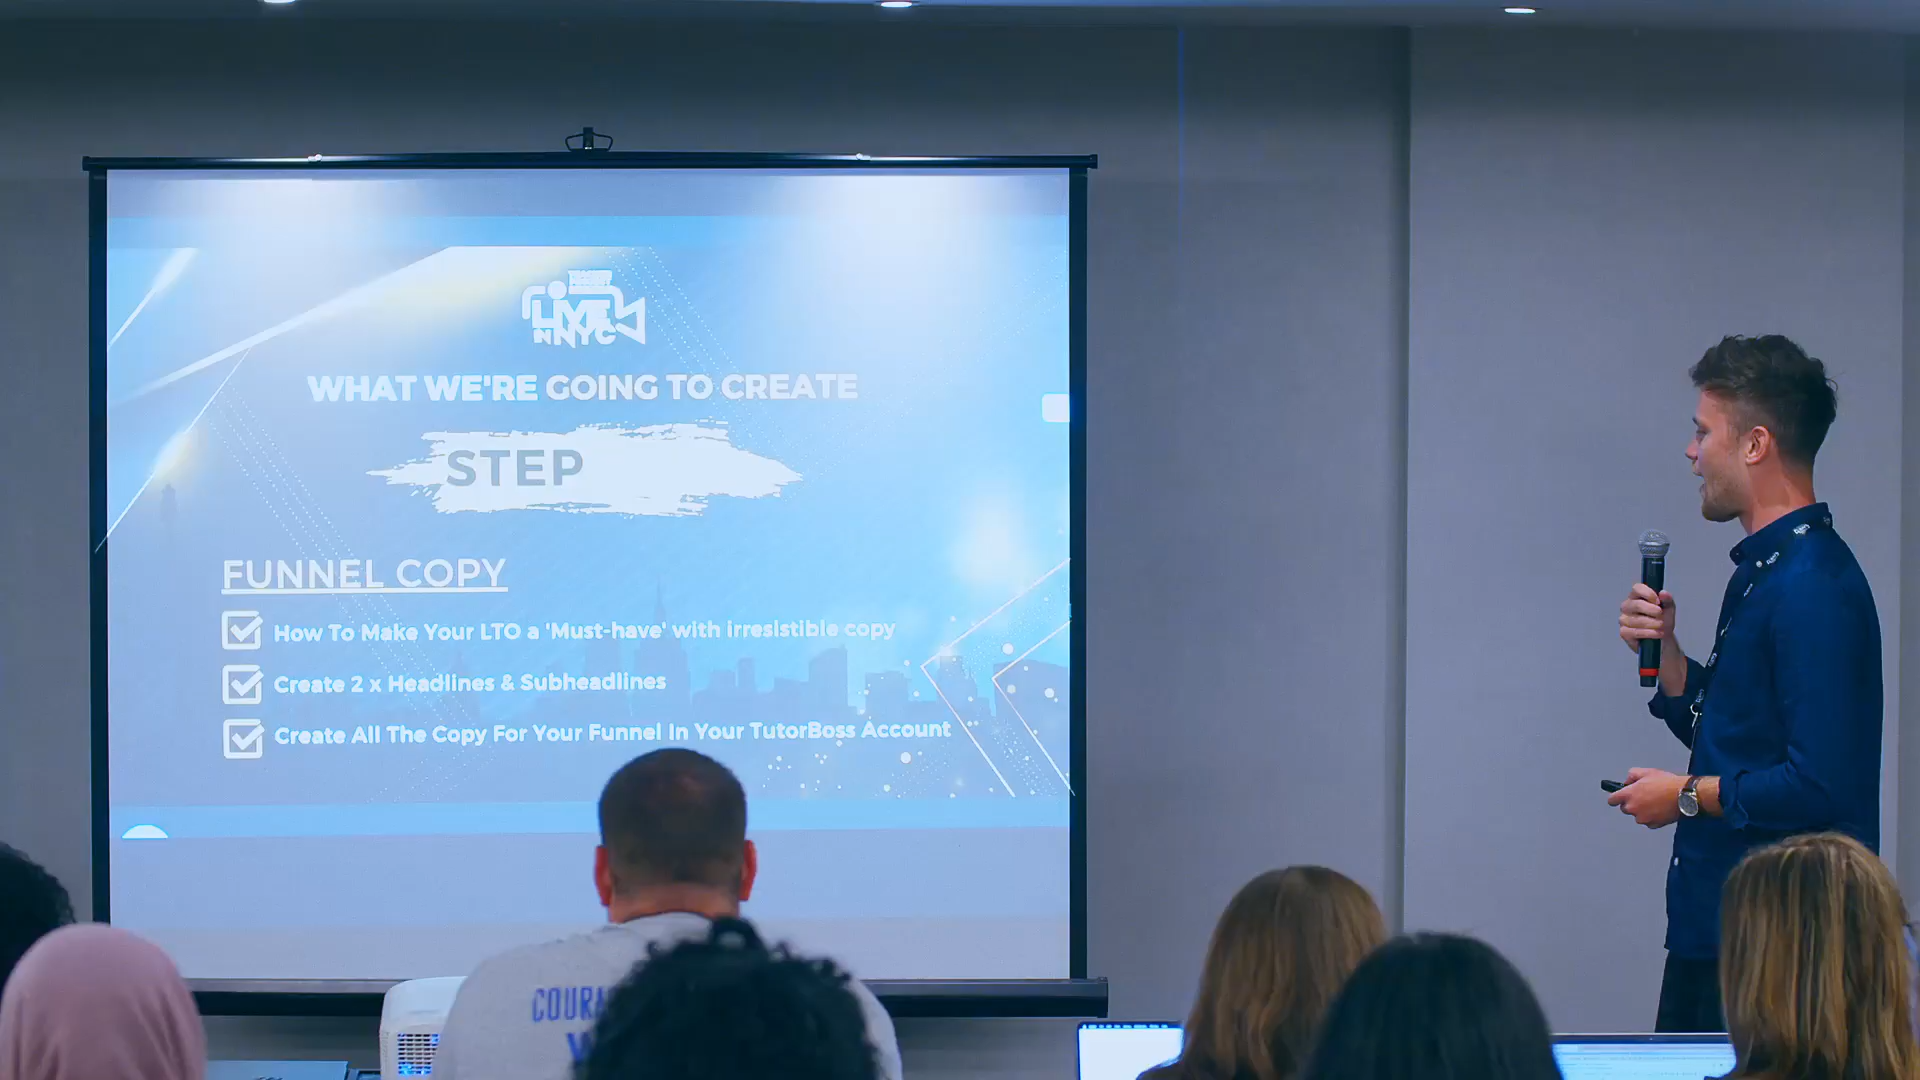 LIVE
NNYC
WHAT WE'RE GOING TO CREATE
STEP
FUNNEL COPY
How To Make Your LTO a 'Must-have' with irresistible copy
Create 2 x Headlines & Subheadlines
Create All The Copy For Your Funnel In Your TutorBoss Account